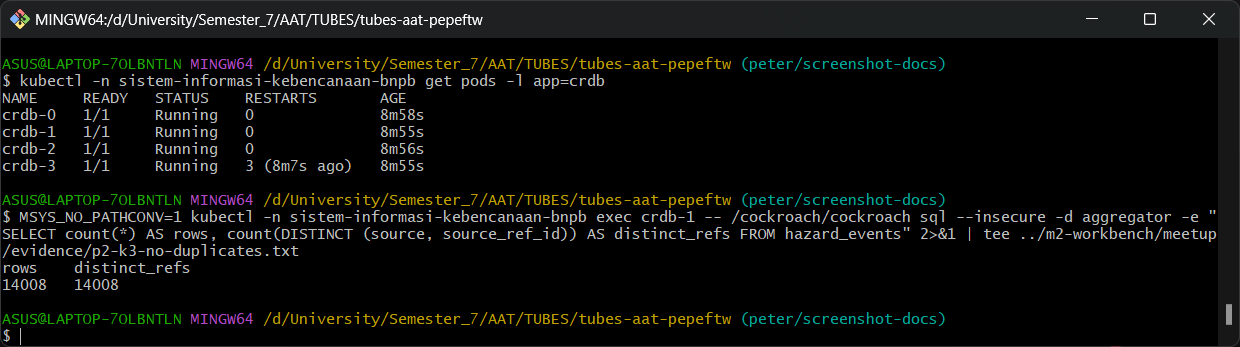 MINGW64:/d/University/Semester_7/AAT/TUBES/tubes-aat-pepeftw
ASUS@LAPTOP-7OLBNTLN MINGW64 /d/University/Semester_7/AAT/TUBES/tubes-aat-pepeftw (peter/screenshot-docs)
$ kubectl -n sistem-informasi-kebencanaan-bnpb get pods -l app=crdb
NAME     READY   STATUS    RESTARTS       AGE
crdb-0   1/1     Running   0              8m58s
crdb-1   1/1     Running   0              8m55s
crdb-2   1/1     Running   0              8m56s
crdb-3   1/1     Running   3 (8m7s ago)   8m55s
ASUS@LAPTOP-7OLBNTLN MINGW64 /d/University/Semester_7/AAT/TUBES/tubes-aat-pepeftw (peter/screenshot-docs)
$ MSYS_NO_PATHCONV=1 kubectl -n sistem-informasi-kebencanaan-bnpb exec crdb-1 -- /cockroach/cockroach sql --insecure -d aggregator -e "
SELECT count(*) AS rows, count(DISTINCT (source, source_ref_id)) AS distinct_refs FROM hazard_events" 2>&1 | tee ../m2-workbench/meetup
/evidence/p2-k3-no-duplicates.txt
rows    distinct_refs
14008   14008
ASUS@LAPTOP-7OLBNTLN MINGW64 /d/University/Semester_7/AAT/TUBES/tubes-aat-pepeftw (peter/screenshot-docs)
$